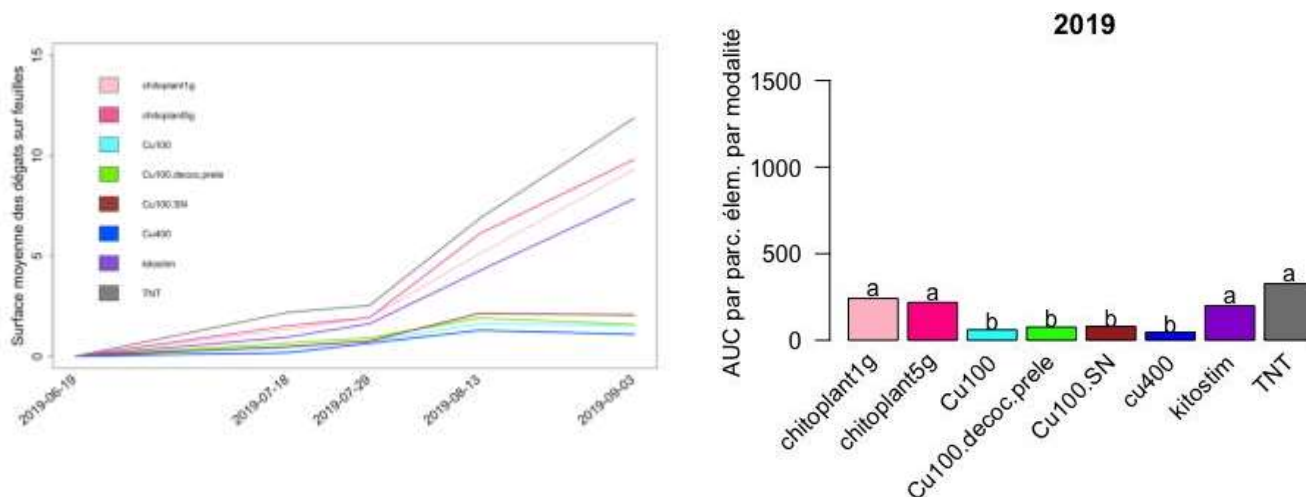 Surface moyenne des dégats sur feuilles
15
10
5
0
chitoplant1g
chitoplant5g
Cu100
Cu100.decoc.prele
Cu100.SN
Cu400
kitostim
TNT
2019-06-19
2019-07-18
2019-07-29
2019-08-13
2019-09-03
2019
AUC par parc. élem. par modalité
1500
1000
500
0
a
a
b
b
b
b
a
a
chitoplant1g
chitoplant5g
Cu100
Cu100.decoc.prele
Cu100.SN
cu400
kitostim
TNT